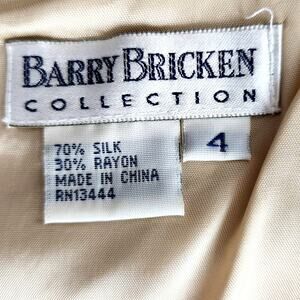 BARRY BRICKEN
COLLECTION
4
70% SILK
30% RAYON
MADE IN CHINA
RN13444